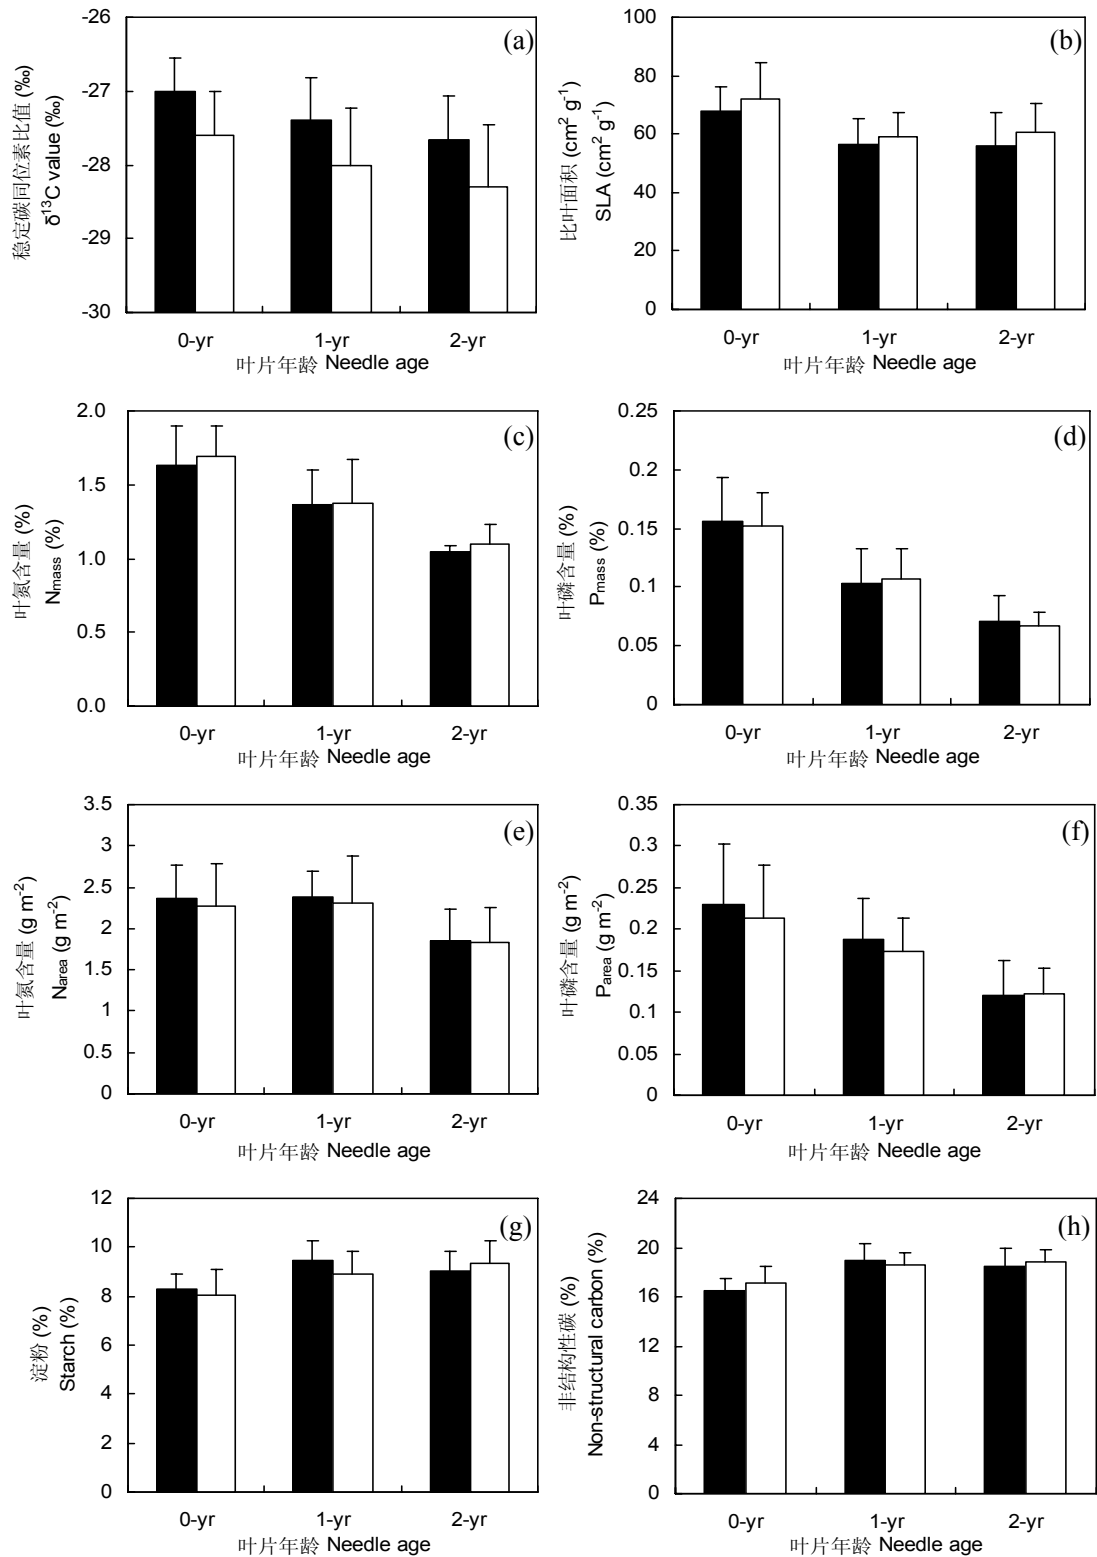 (a)
稳定碳同位素比值 (‰)
δ¹³C value (‰)
-26
-27
-28
-29
-30
0-yr 1-yr 2-yr
叶片年龄 Needle age
(b)
比叶面积 (cm² g⁻¹)
SLA (cm² g⁻¹)
100
80
60
40
20
0
0-yr 1-yr 2-yr
叶片年龄 Needle age
(c)
叶氮含量 (%)
Nmass (%)
2.0
1.5
1.0
0.5
0.0
0-yr 1-yr 2-yr
叶片年龄 Needle age
(d)
叶磷含量 (%)
Pmass (%)
0.25
0.2
0.15
0.1
0.05
0
0-yr 1-yr 2-yr
叶片年龄 Needle age
(e)
叶氮含量 (g m⁻²)
Narea (g m⁻²)
3.5
3
2.5
2
1.5
1
0.5
0
0-yr 1-yr 2-yr
叶片年龄 Needle age
(f)
叶磷含量 (g m⁻²)
Parea (g m⁻²)
0.35
0.3
0.25
0.2
0.15
0.1
0.05
0
0-yr 1-yr 2-yr
叶片年龄 Needle age
(g)
淀粉 (%)
Starch (%)
12
10
8
6
4
2
0
0-yr 1-yr 2-yr
叶片年龄 Needle age
(h)
非结构性碳 (%)
Non-structural carbon (%)
24
20
16
12
8
4
0
0-yr 1-yr 2-yr
叶片年龄 Needle age